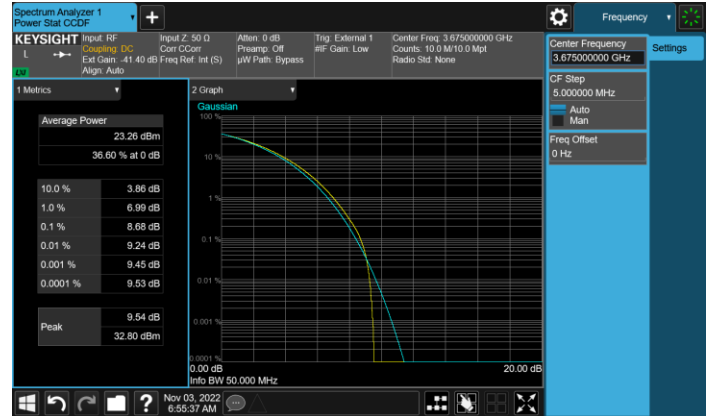 Spectrum Analyzer 1
Power Stat CCDF
+
Frequency
KEYSIGHT
L
LXI
Input: RF
Coupling: DC
Ext Gain: -41.40 dB
Align: Auto
Input Z: 50 Ω
Corr CCorr
Freq Ref: Int (S)
Atten: 0 dB
Preamp: Off
µW Path: Bypass
Trig: External 1
#IF Gain: Low
Center Freq: 3.675000000 GHz
Counts: 10.0 M/10.0 Mpt
Radio Std: None
Center Frequency
3.675000000 GHz
Settings
CF Step
5.000000 MHz
Auto
Man
Freq Offset
0 Hz
1 Metrics
Average Power
23.26 dBm
36.60 % at 0 dB
10.0 % 3.86 dB
1.0 % 6.99 dB
0.1 % 8.68 dB
0.01 % 9.24 dB
0.001 % 9.45 dB
0.0001 % 9.53 dB
Peak
9.54 dB
32.80 dBm
2 Graph
Gaussian
100 %
10 %
1 %
0.1 %
0.01 %
0.001 %
0.0001 %
0.00 dB 20.00 dB
Info BW 50.000 MHz
?
Nov 03, 2022
6:55:37 AM